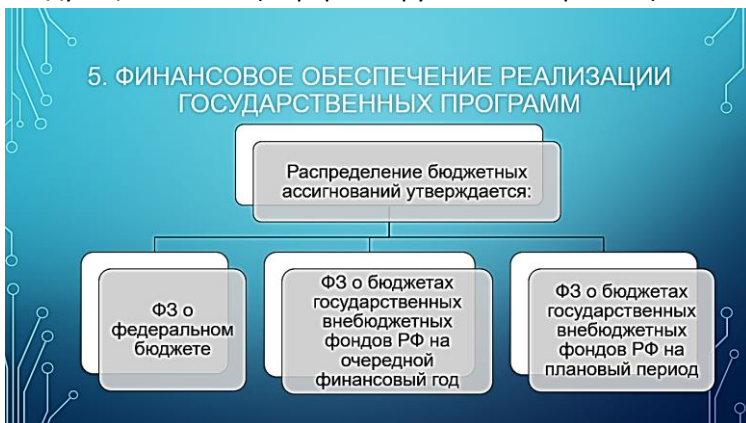 5. ФИНАНСОВОЕ ОБЕСПЕЧЕНИЕ РЕАЛИЗАЦИИ
ГОСУДАРСТВЕННЫХ ПРОГРАММ
Распределение бюджетных
ассигнований утверждается:
ФЗ о
федеральном
бюджете
ФЗ о бюджетах
государственных
внебюджетных
фондов РФ на
очередной
финансовый год
ФЗ о бюджетах
государственных
внебюджетных
фондов РФ на
плановый период